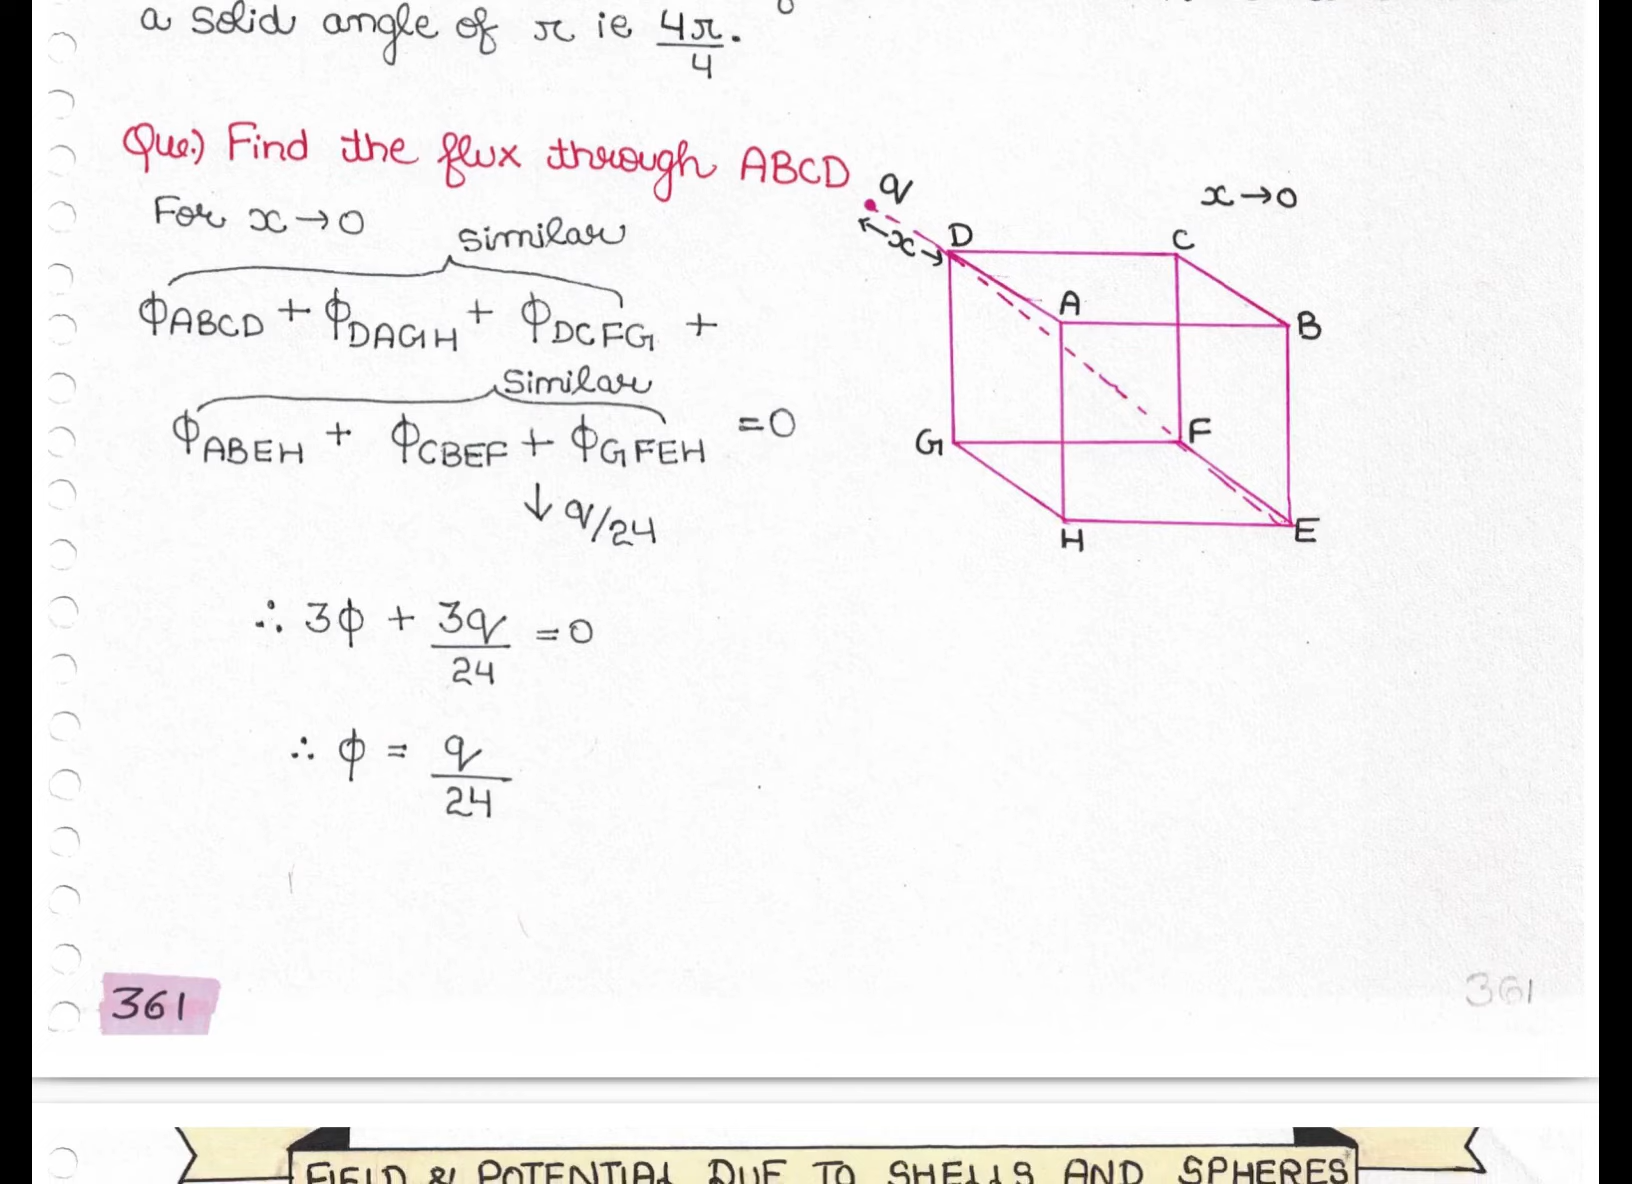 a solid angle of π ie 4π/4.
Que.) Find the flux through ABCD
For x→0
similar
ϕABCD + ϕDAGH + ϕDCFG +
similar
ϕABEH + ϕCBEF + ϕGFEH =0
↓ q/24
∴ 3ϕ + 3q/24 =0
∴ ϕ = q/24
q
x→0
x
D
C
A
B
G
F
H
E
361
361
FIELD & POTENTIAL DUE TO SHELLS AND SPHERES